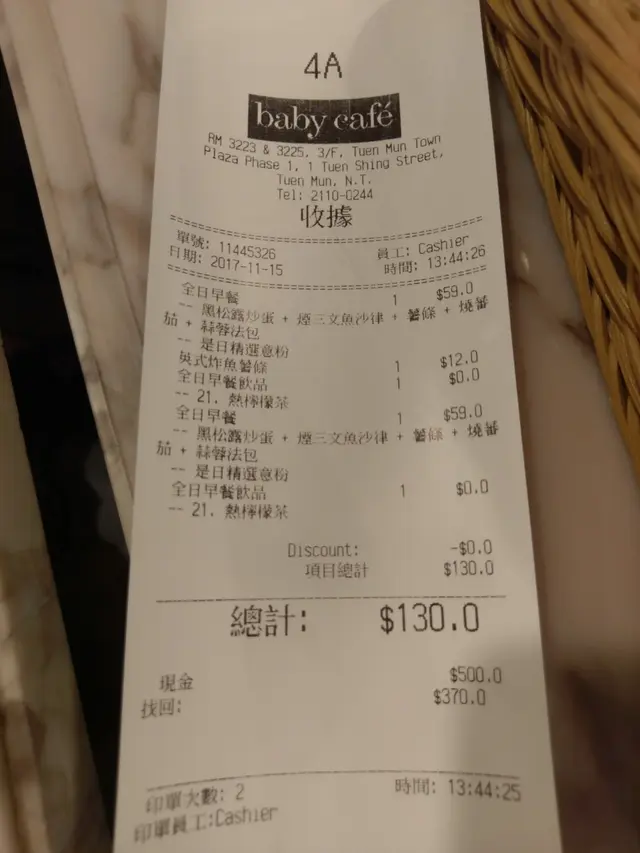 4A
baby café
RM 3223 & 3225, 3/F, Tuen Mun Town
Plaza Phase 1, 1 Tuen Shing Street,
Tuen Mun, N.T.
Tel: 2110-0244
收據
單號: 11445326 員工: Cashier
日期: 2017-11-15 時間: 13:44:26
全日早餐 1 $59.0
-- 黑松露炒蛋 + 煙三文魚沙律 + 薯條 + 燒蕃
茄 + 蒜蓉法包
-- 是日精選意粉
英式炸魚薯條 1 $12.0
全日早餐飲品 1 $0.0
-- 21. 熱檸檬茶
全日早餐 1 $59.0
-- 黑松露炒蛋 + 煙三文魚沙律 + 薯條 + 燒蕃
茄 + 蒜蓉法包
-- 是日精選意粉
全日早餐飲品 1 $0.0
-- 21. 熱檸檬茶
Discount: -$0.0
項目總計 $130.0
總計: $130.0
現金 $500.0
找回: $370.0
印單次數: 2 時間: 13:44:25
印單員工:Cashier